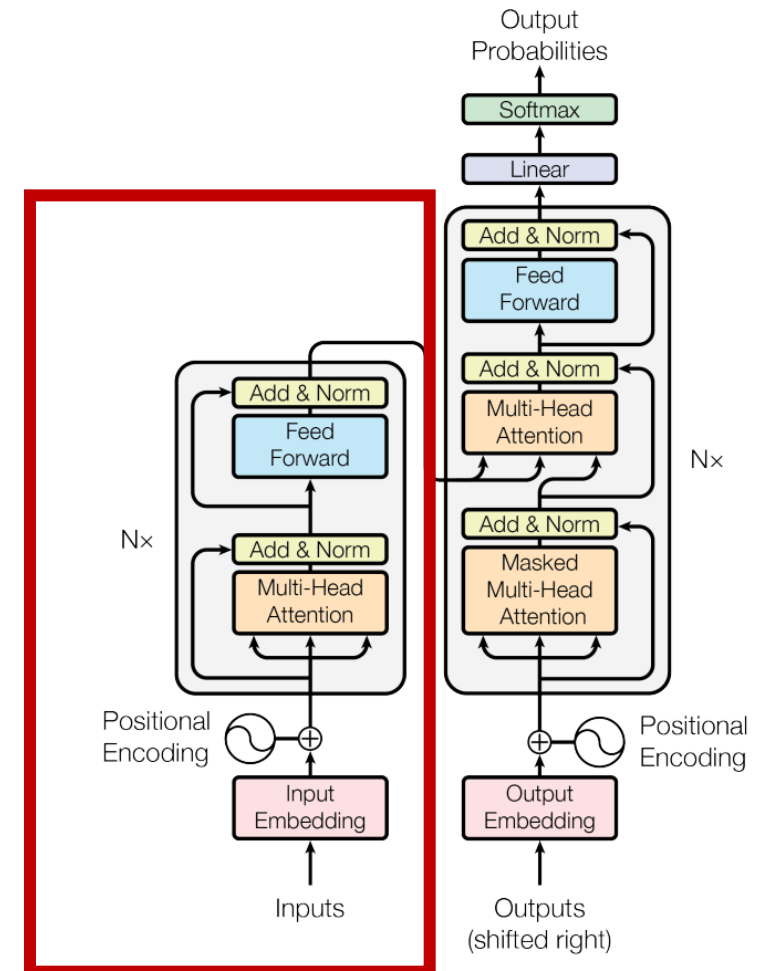 Output
Probabilities
Softmax
Linear
Add & Norm
Feed
Forward
Add & Norm
Multi-Head
Attention
Add & Norm
Masked
Multi-Head
Attention
N×
Positional
Encoding
Output
Embedding
Outputs
(shifted right)
Add & Norm
Feed
Forward
Add & Norm
Multi-Head
Attention
N×
Positional
Encoding
Input
Embedding
Inputs